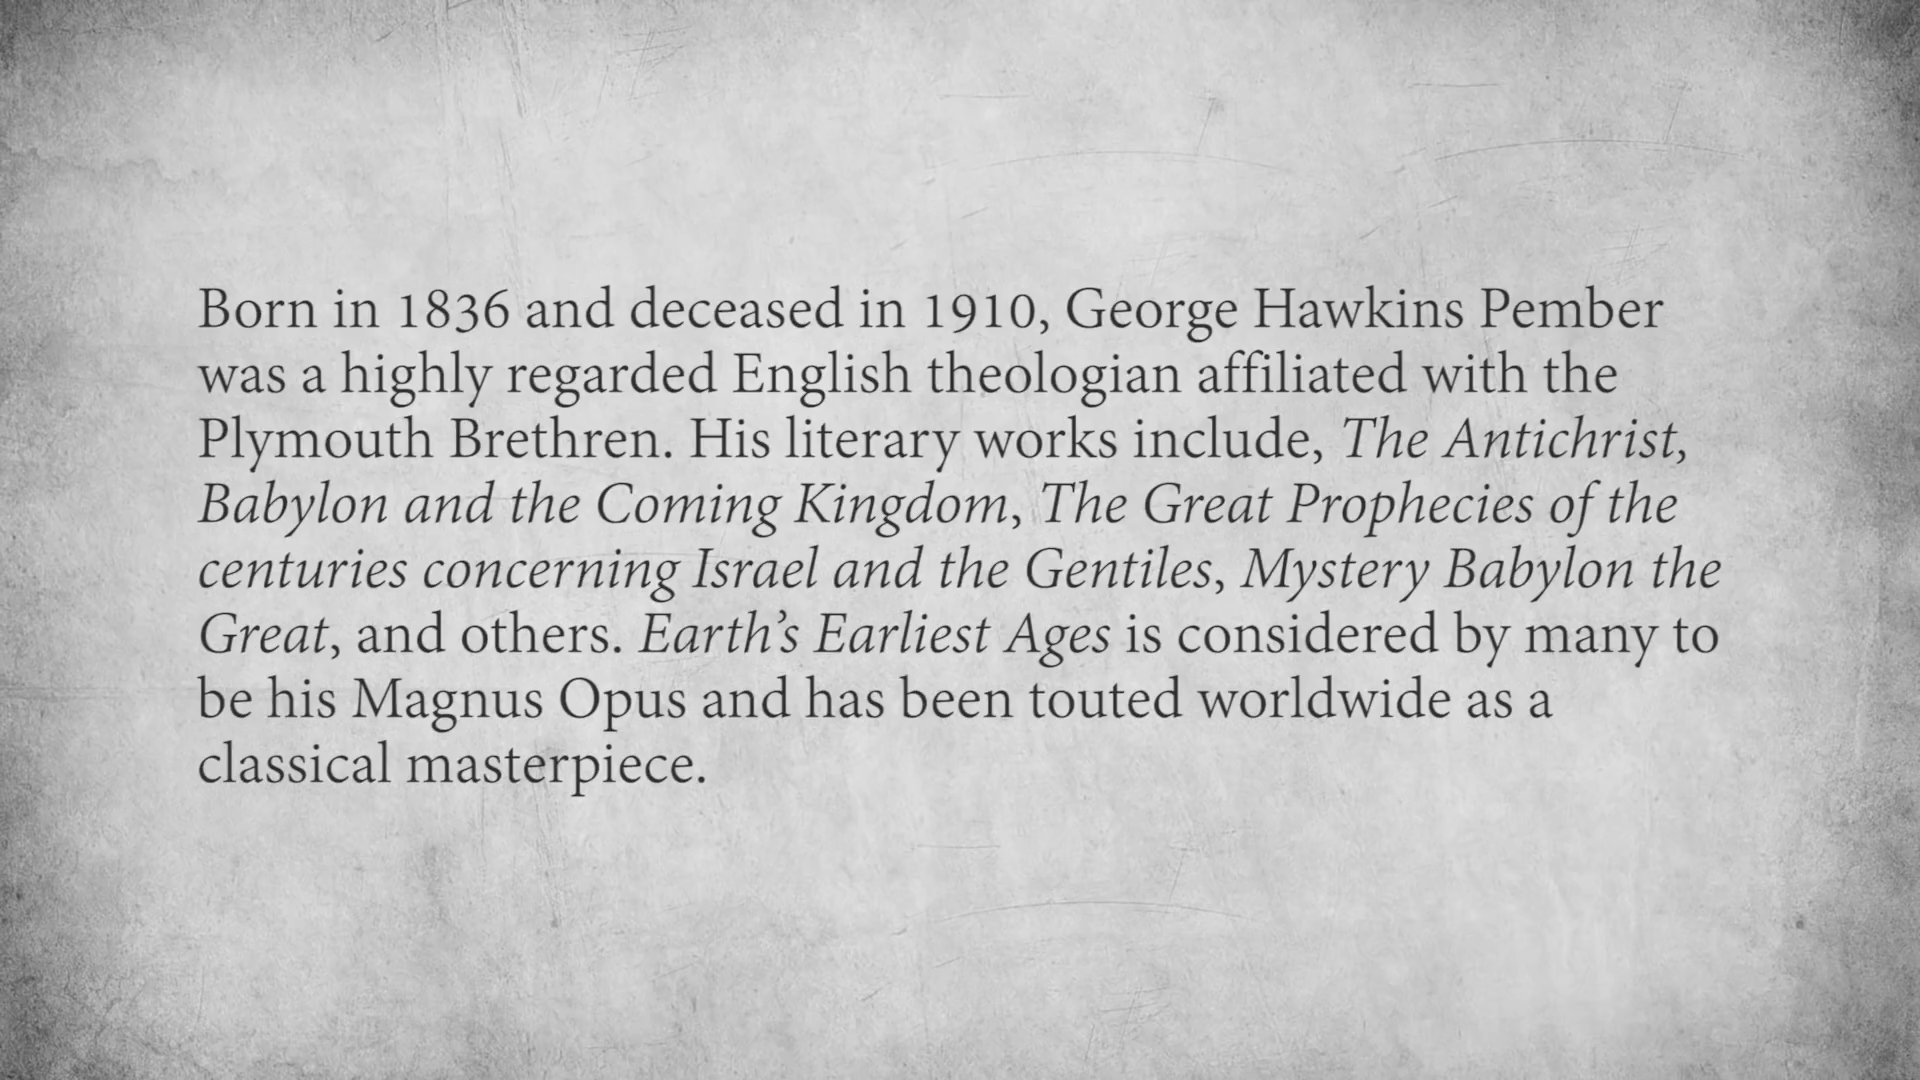 Born in 1836 and deceased in 1910, George Hawkins Pember
was a highly regarded English theologian affiliated with the
Plymouth Brethren. His literary works include, The Antichrist,
Babylon and the Coming Kingdom, The Great Prophecies of the
centuries concerning Israel and the Gentiles, Mystery Babylon the
Great, and others. Earth’s Earliest Ages is considered by many to
be his Magnus Opus and has been touted worldwide as a
classical masterpiece.